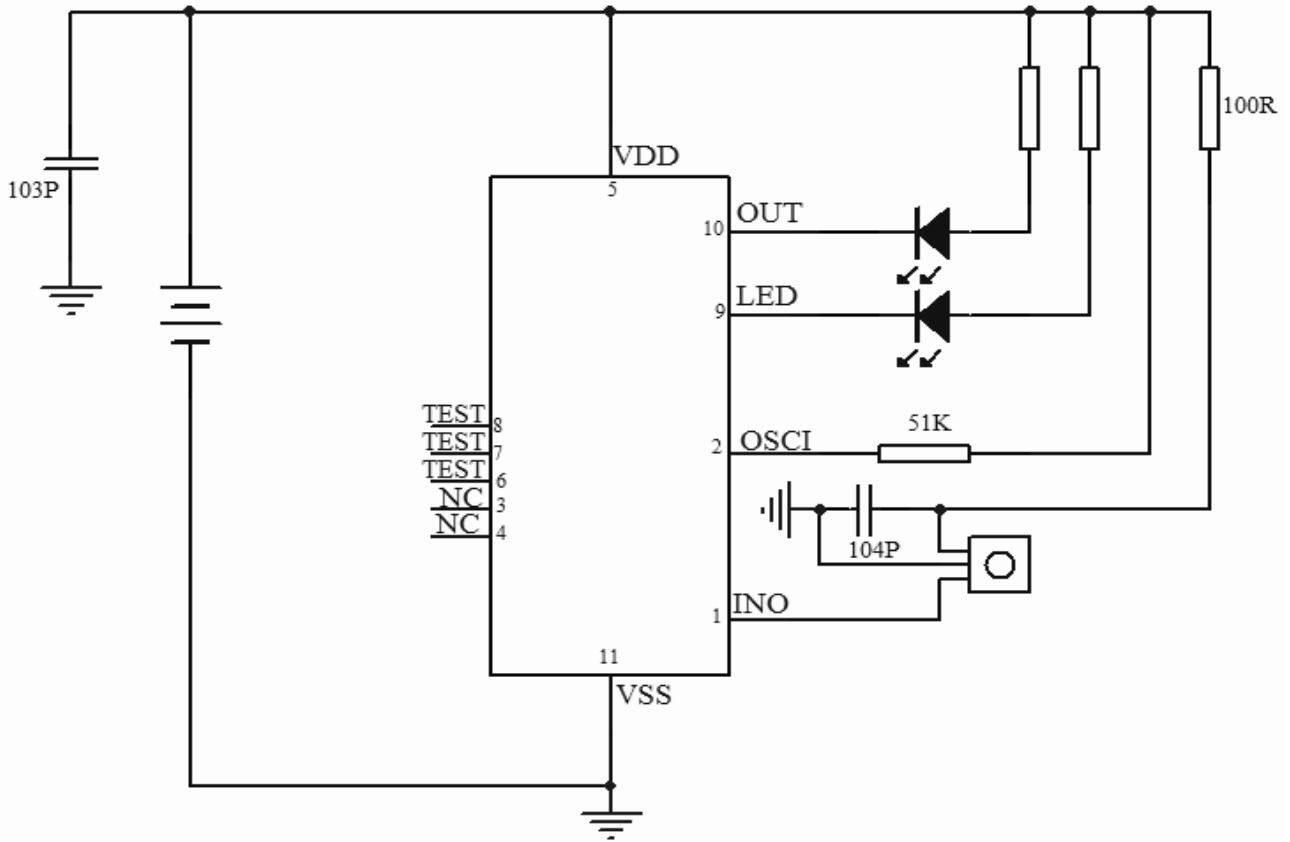 100R
VDD
103P
5
OUT
10
LED
9
TEST
8
TEST
7
TEST
6
NC
3
NC
4
51K
OSCI
2
104P
INO
1
11
VSS